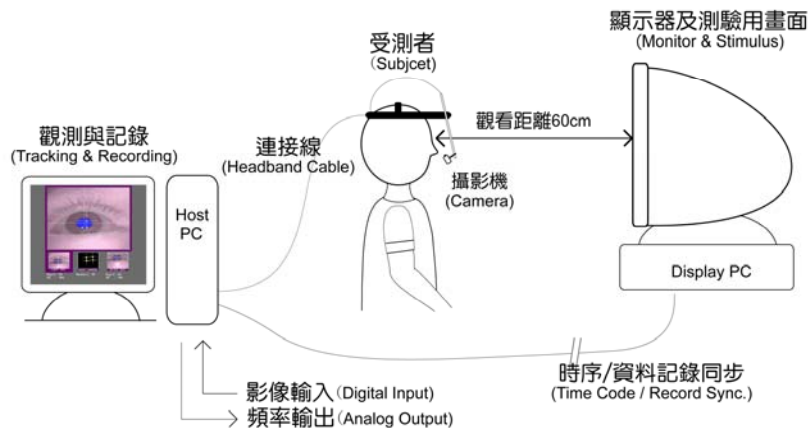 顯示器及測驗用畫面
(Monitor & Stimulus)
受測者
(Subjcet)
觀看距離60cm
觀測與記錄
(Tracking & Recording)
連接線
(Headband Cable)
攝影機
(Camera)
Host
PC
Display PC
時序/資料記錄同步
(Time Code / Record Sync.)
影像輸入(Digital Input)
頻率輸出(Analog Output)